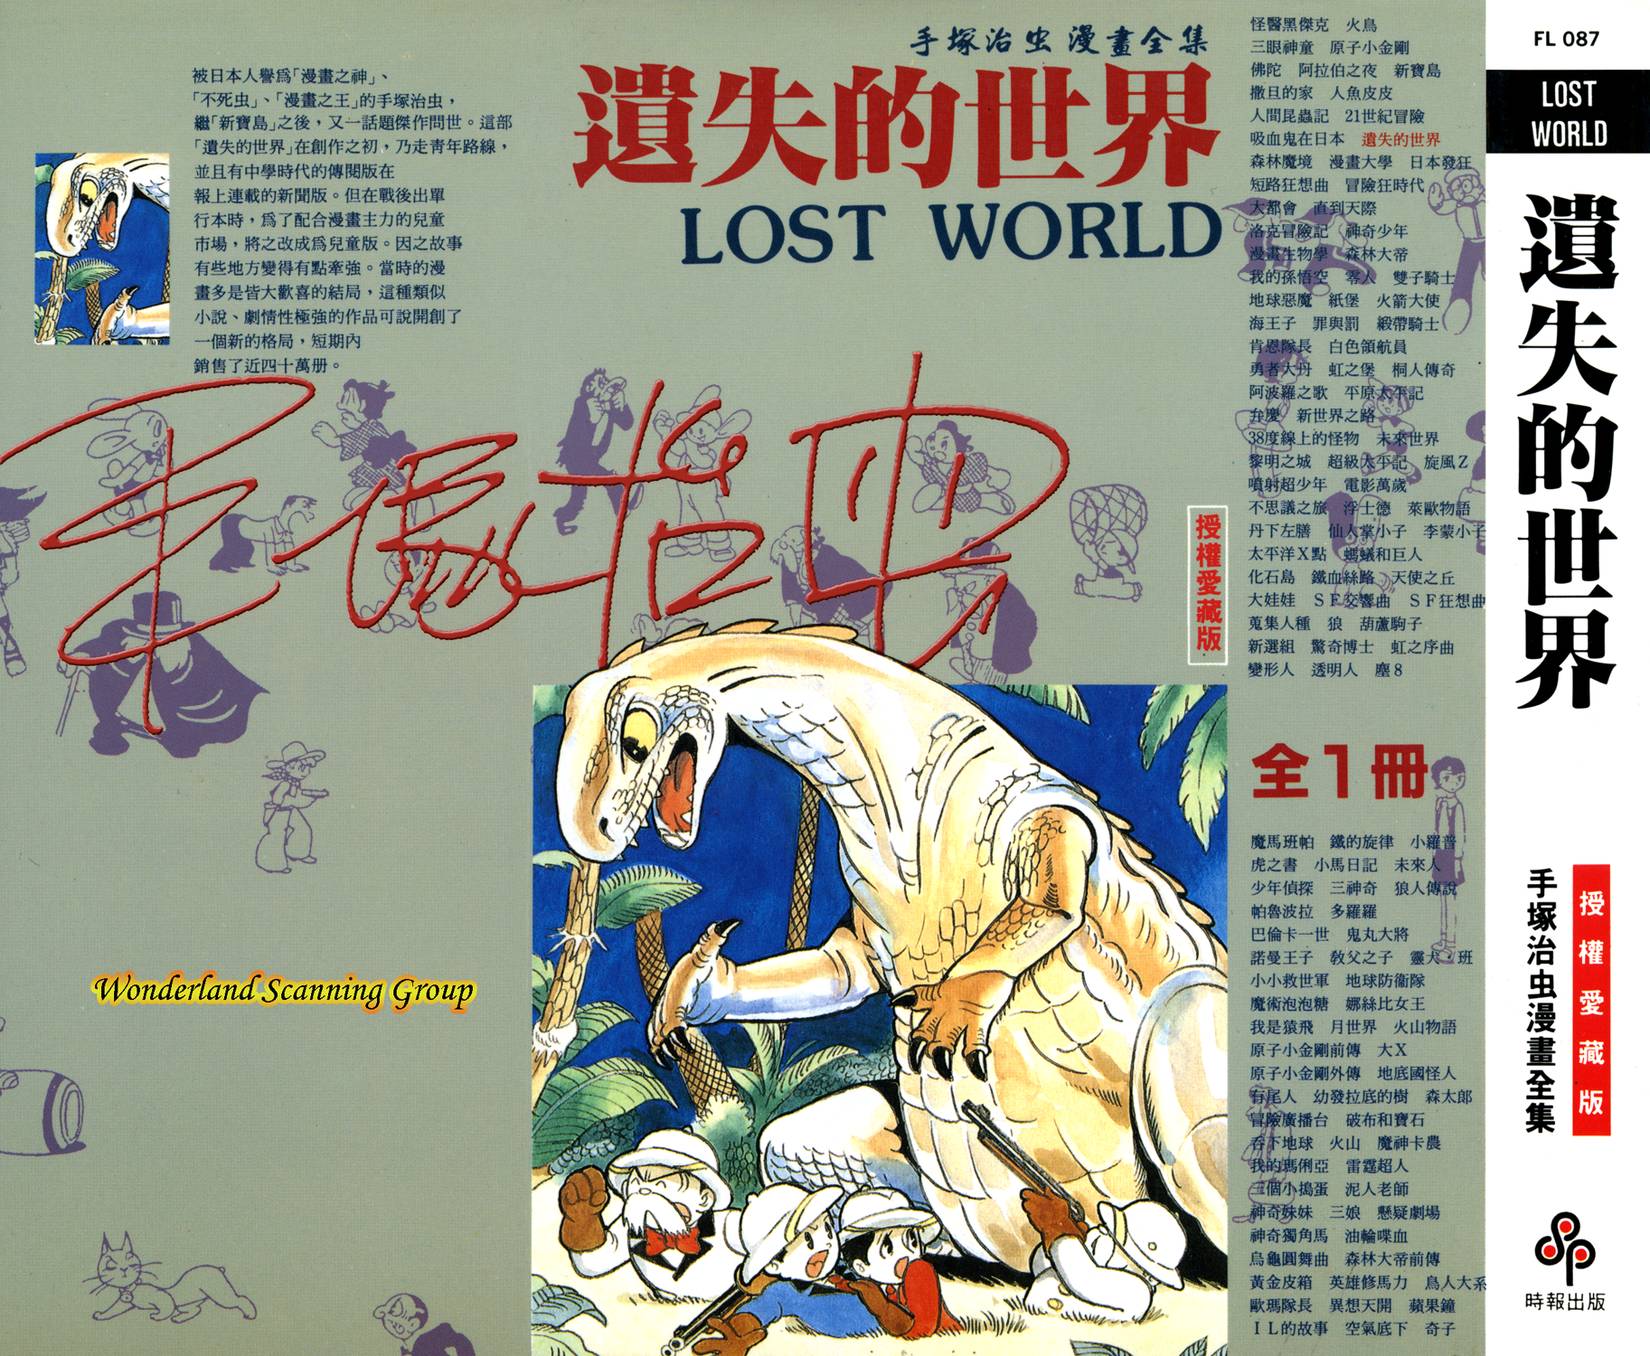 被日本人譽爲「漫畫之神」、
「不死虫」、「漫畫之王」的手塚治虫，
繼「新寶島」之後，又一話題傑作問世。這部
「遺失的世界」在創作之初，乃走靑年路線，
並且有中學時代的傳閱版在
報上連載的新聞版。但在戰後出單
行本時，爲了配合漫畫主力的兒童
市場，將之改成爲兒童版。因之故事
有些地方變得有點牽強。當時的漫
畫多是皆大歡喜的結局，這種類似
小說、劇情性極強的作品可說開創了
一個新的格局，短期內
銷售了近四十萬册。
手塚治虫
Wonderland Scanning Group
手塚治虫漫畫全集
遺失的世界
LOST WORLD
授權愛藏版
怪醫黑傑克　火鳥
三眼神童　原子小金剛
佛陀　阿拉伯之夜　新寶島
撒旦的家　人魚皮皮
人間昆蟲記　21世紀冒險
吸血鬼在日本　遺失的世界
森林魔境　漫畫大學　日本發狂
短路狂想曲　冒險狂時代
大都會　直到天際
洛克冒險記　神奇少年
漫畫生物學　森林大帝
我的孫悟空　零人　雙子騎士
地球惡魔　紙堡　火箭大使
海王子　罪與罰　緞帶騎士
肯恩隊長　白色領航員
勇者大丹　虹之堡　桐人傳奇
阿波羅之歌　平原太平記
弁慶　新世界之路
38度線上的怪物　未來世界
黎明之城　超級太平記　旋風Z
噴射超少年　電影萬歲
不思議之旅　浮士德　萊歐物語
丹下左膳　仙人掌小子　李蒙小子
太平洋X點　螞蟻和巨人
化石島　鐵血絲路　天使之丘
大娃娃　SF交響曲　SF狂想曲
蒐集人種　狼　葫蘆駒子
新選組　驚奇博士　虹之序曲
變形人　透明人　塵8
全1冊
魔馬班帕　鐵的旋律　小羅普
虎之書　小馬日記　未來人
少年偵探　三神奇　狼人傳說
帕魯波拉　多羅羅
巴倫卡一世　鬼丸大將
諾曼王子　教父之子　靈犬　班
小小救世軍　地球防衞隊
魔術泡泡糖　娜絲比女王
我是猿飛　月世界　火山物語
原子小金剛前傳　大X
原子小金剛外傳　地底國怪人
有尾人　幼發拉底的樹　森太郎
冒險廣播台　破布和寶石
吞下地球　火山　魔神卡農
我的瑪俐亞　雷霆超人
三個小搗蛋　泥人老師
神奇妹妹　三娘　懸疑劇場
神奇獨角馬　油輪喋血
烏龜圓舞曲　森林大帝前傳
黃金皮箱　英雄修馬力　鳥人大系
歐瑪隊長　異想天開　蘋果鐘
IL的故事　空氣底下　奇子
FL 087
LOST
WORLD
遺失的世界
授權愛藏版
手塚治虫漫畫全集
時報出版